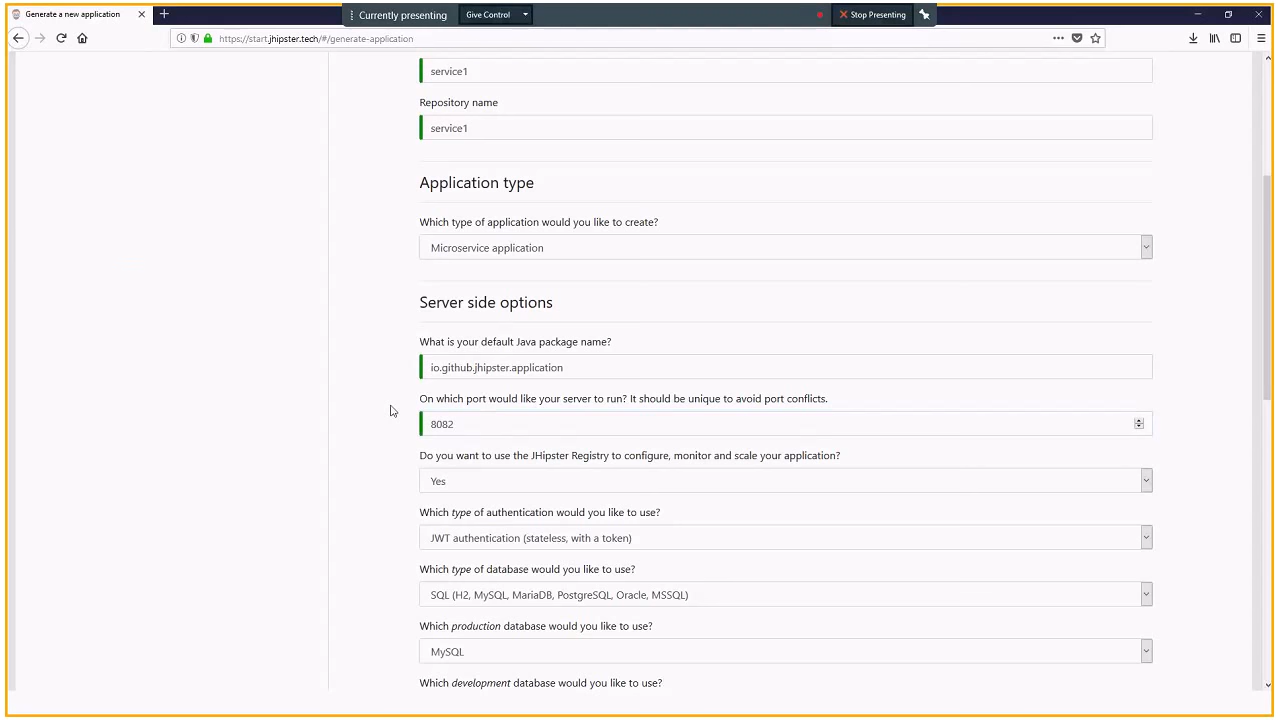 Generate a new application
Currently presenting
Give Control
Stop Presenting
https://start.jhipster.tech/#/generate-application
service1
Repository name
service1
Application type
Which type of application would you like to create?
Microservice application
Server side options
What is your default Java package name?
io.github.jhipster.application
On which port would like your server to run? It should be unique to avoid port conflicts.
8082
Do you want to use the JHipster Registry to configure, monitor and scale your application?
Yes
Which type of authentication would you like to use?
JWT authentication (stateless, with a token)
Which type of database would you like to use?
SQL (H2, MySQL, MariaDB, PostgreSQL, Oracle, MSSQL)
Which production database would you like to use?
MySQL
Which development database would you like to use?